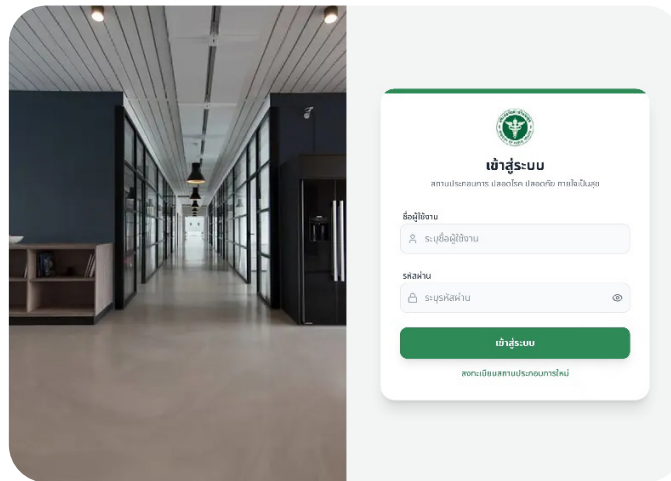 เข้าสู่ระบบ
สถานประกอบการ ปลอดโรค ปลอดภัย กายใจเป็นสุข
ชื่อผู้ใช้งาน
ระบุชื่อผู้ใช้งาน
รหัสผ่าน
ระบุรหัสผ่าน
เข้าสู่ระบบ
ลงทะเบียนสถานประกอบการใหม่